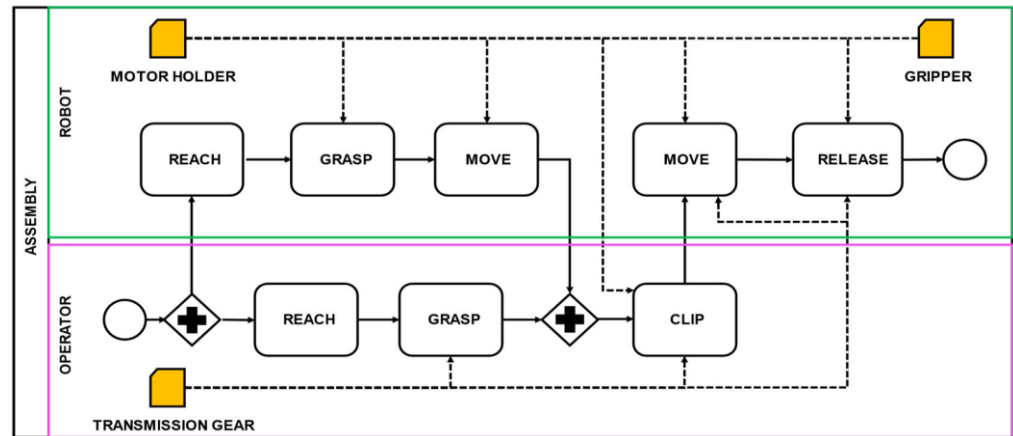 ASSEMBLY
ROBOT
MOTOR HOLDER
GRIPPER
REACH
GRASP
MOVE
MOVE
RELEASE
OPERATOR
REACH
GRASP
CLIP
TRANSMISSION GEAR